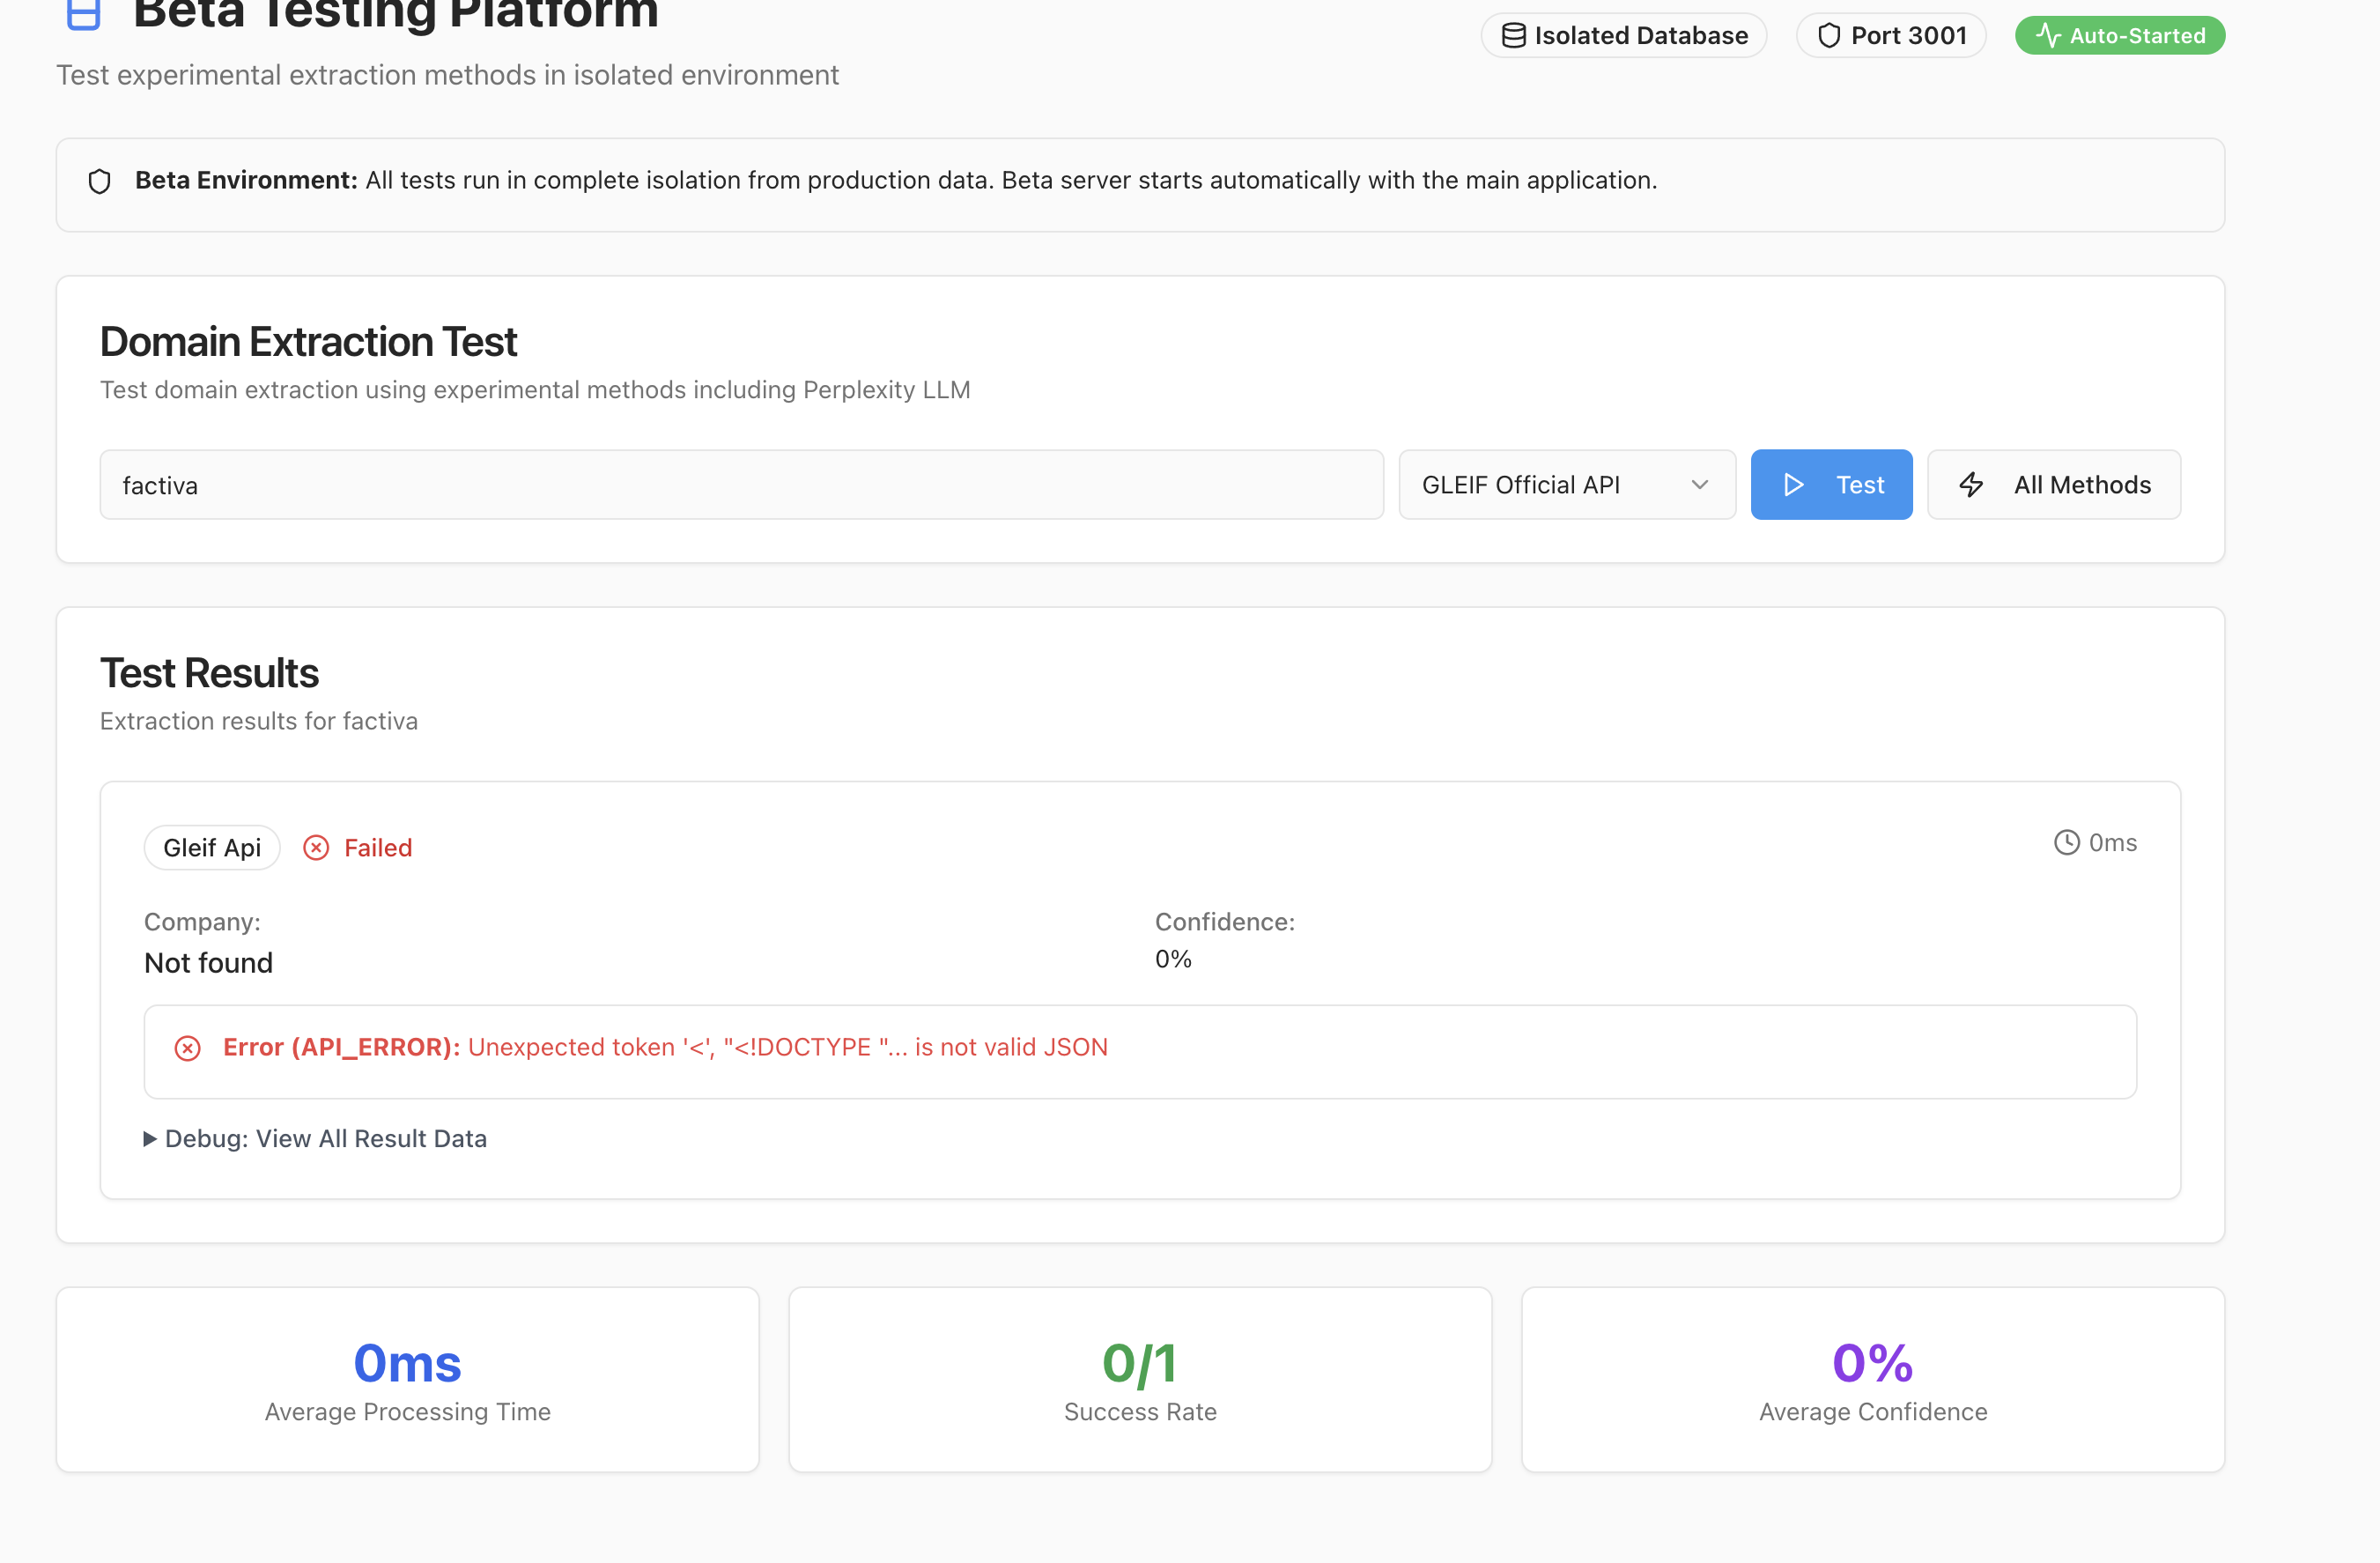 Beta Testing Platform
Isolated Database
Port 3001
Auto-Started
Test experimental extraction methods in isolated environment
Beta Environment: All tests run in complete isolation from production data. Beta server starts automatically with the main application.
Domain Extraction Test
Test domain extraction using experimental methods including Perplexity LLM
factiva
GLEIF Official API
Test
All Methods
Test Results
Extraction results for factiva
Gleif Api
Failed
0ms
Company:
Not found
Confidence:
0%
Error (API_ERROR): Unexpected token '<', "<!DOCTYPE "... is not valid JSON
Debug: View All Result Data
0ms
Average Processing Time
0/1
Success Rate
0%
Average Confidence